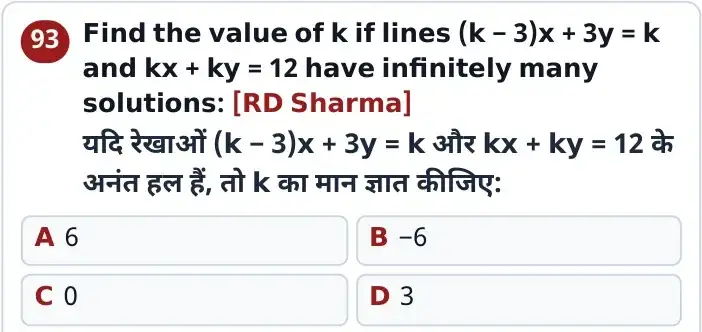 93 Find the value of k if lines (k − 3)x + 3y = k
and kx + ky = 12 have infinitely many
solutions: [RD Sharma]
यदि रेखाओं (k − 3)x + 3y = k और kx + ky = 12 के
अनंत हल हैं, तो k का मान ज्ञात कीजिए:
A 6
B −6
C 0
D 3